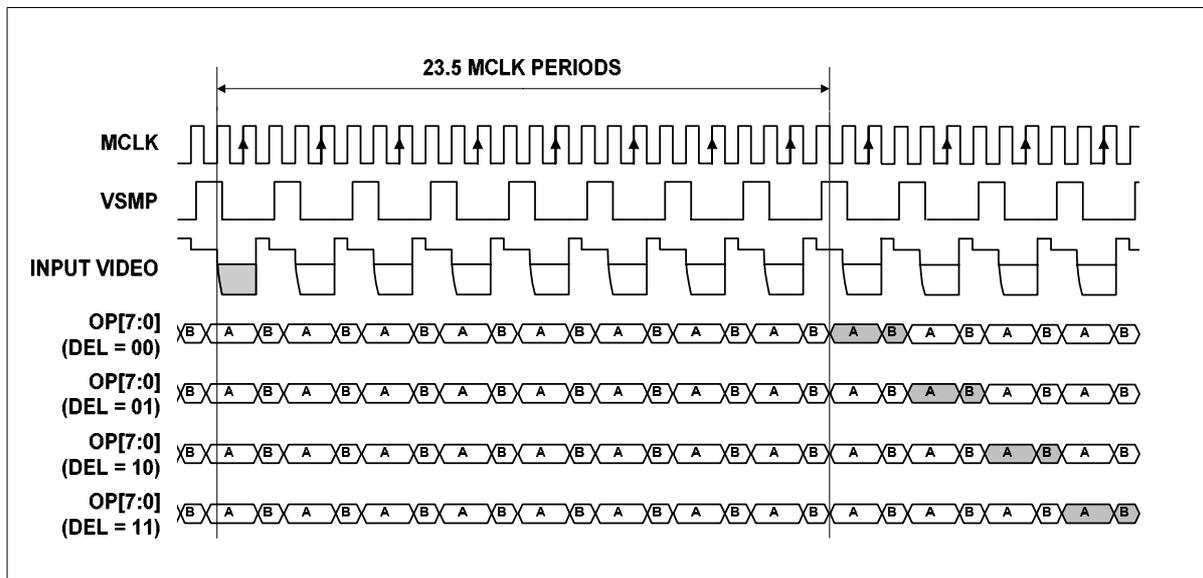 23.5 MCLK PERIODS
MCLK
VSMP
INPUT VIDEO
OP[7:0]
(DEL = 00)
B A B A B A B A B A B A B A B A B A B A B A B A B
OP[7:0]
(DEL = 01)
B A B A B A B A B A B A B A B A B A B A B A B A B
OP[7:0]
(DEL = 10)
B A B A B A B A B A B A B A B A B A B A B A B A B
OP[7:0]
(DEL = 11)
B A B A B A B A B A B A B A B A B A B A B A B A B